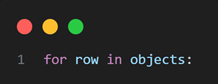 1 for row in objects: